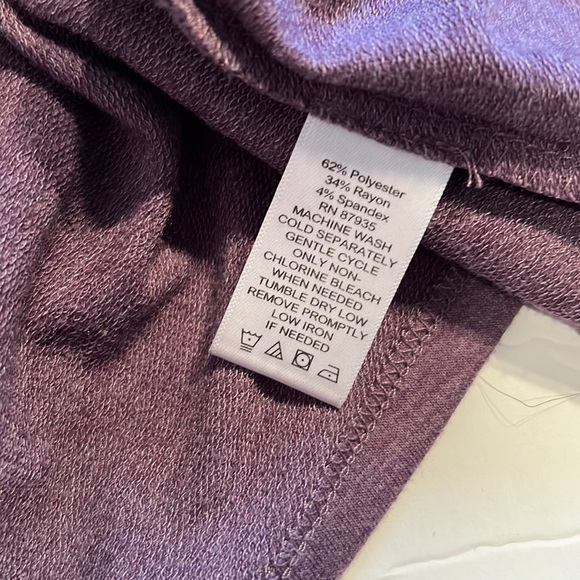 62% Polyester
34% Rayon
4% Spandex
RN 87935
MACHINE WASH
COLD SEPARATELY
GENTLE CYCLE
ONLY NON-
CHLORINE BLEACH
WHEN NEEDED
TUMBLE DRY LOW
REMOVE PROMPTLY
LOW IRON
IF NEEDED